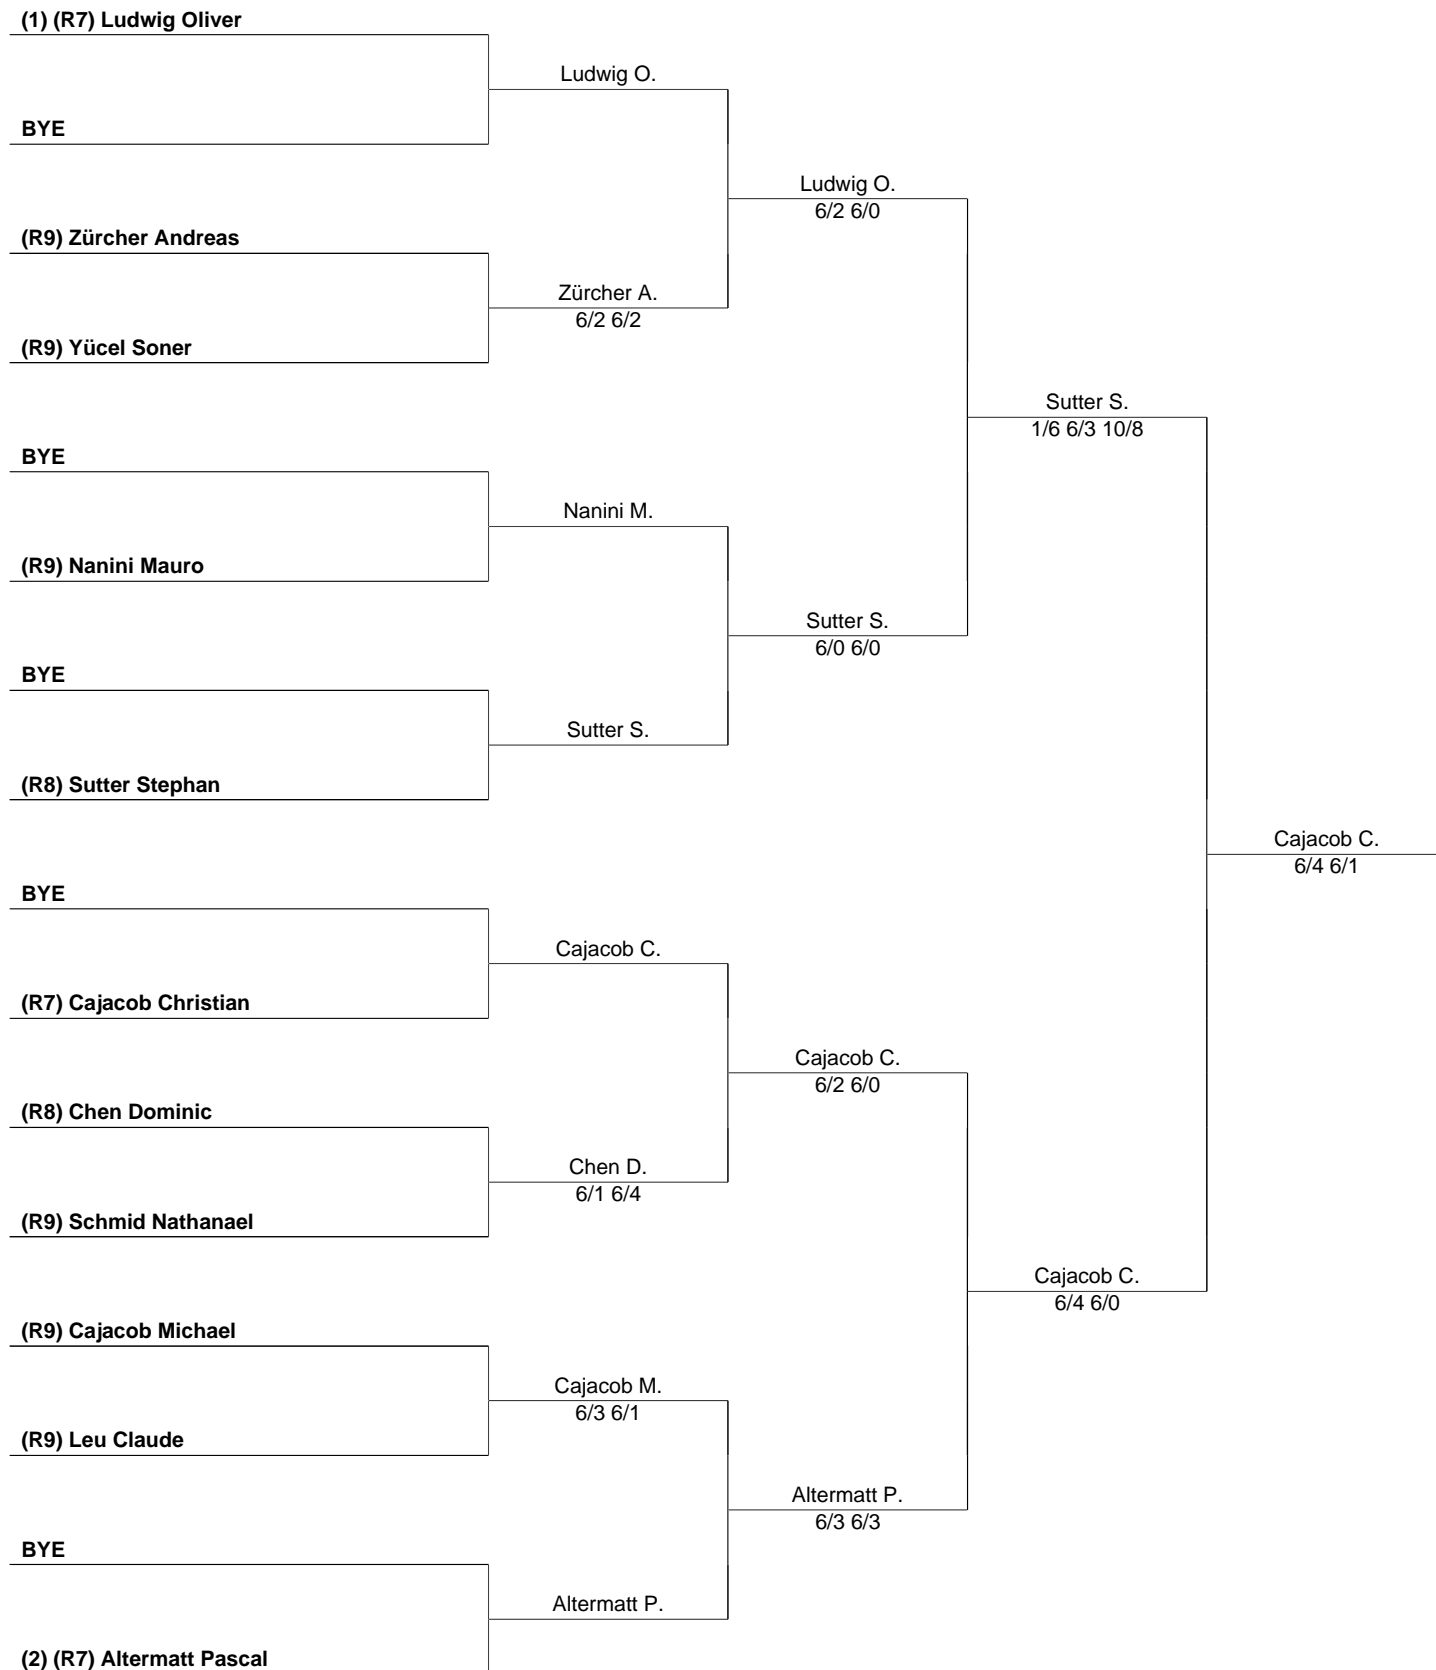 (1) (R7) Ludwig Oliver
Ludwig O.
BYE
Ludwig O.
6/2 6/0
(R9) Zürcher Andreas
Zürcher A.
6/2 6/2
(R9) Yücel Soner
Sutter S.
1/6 6/3 10/8
BYE
Nanini M.
(R9) Nanini Mauro
Sutter S.
6/0 6/0
BYE
Sutter S.
(R8) Sutter Stephan
Cajacob C.
6/4 6/1
BYE
Cajacob C.
(R7) Cajacob Christian
Cajacob C.
6/2 6/0
(R8) Chen Dominic
Chen D.
6/1 6/4
(R9) Schmid Nathanael
Cajacob C.
6/4 6/0
(R9) Cajacob Michael
Cajacob M.
6/3 6/1
(R9) Leu Claude
Altermatt P.
6/3 6/3
BYE
Altermatt P.
(2) (R7) Altermatt Pascal